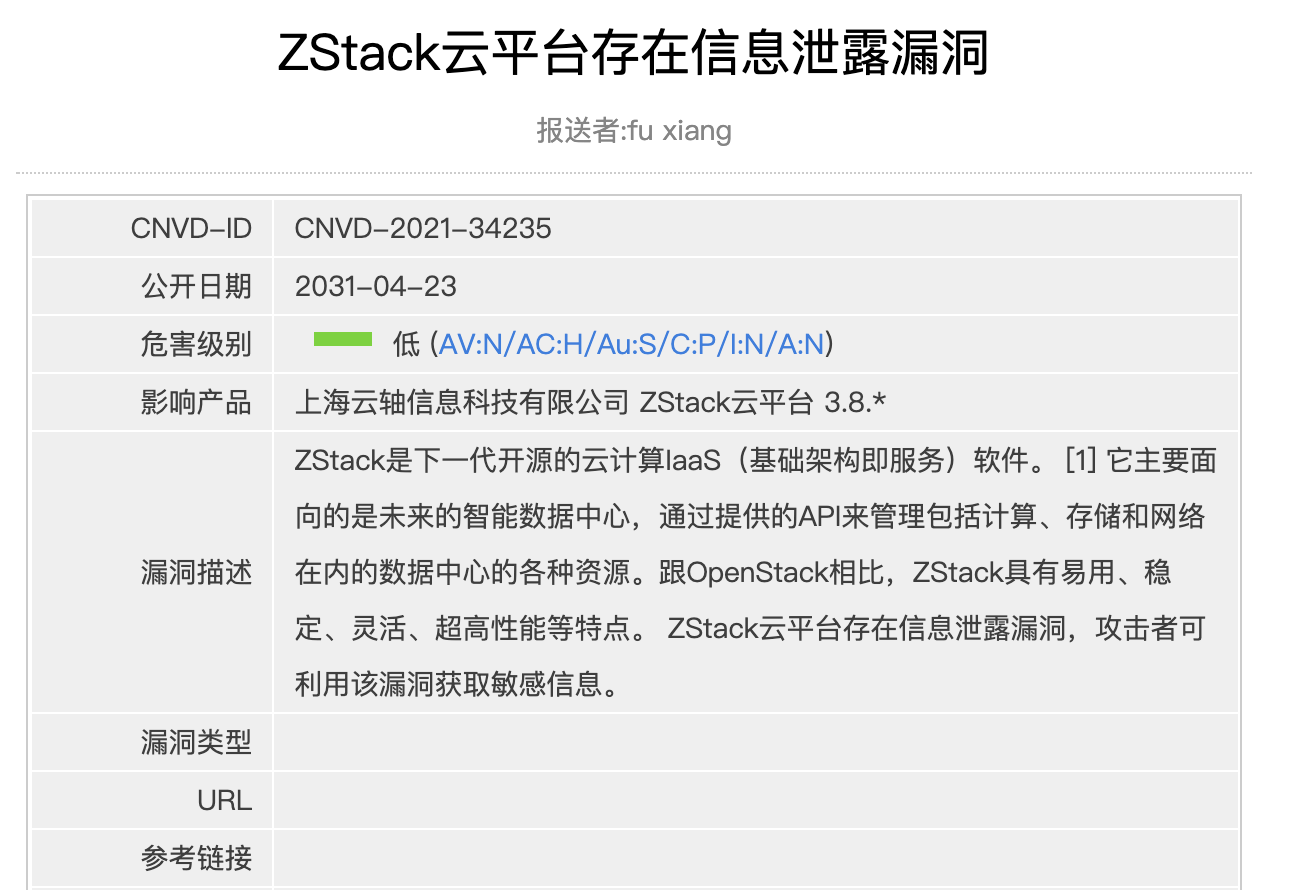 ZStack云平台存在信息泄露漏洞
报送者:fu xiang
CNVD-ID CNVD-2021-34235
公开日期 2031-04-23
危害级别 低 (AV:N/AC:H/Au:S/C:P/I:N/A:N)
影响产品 上海云轴信息科技有限公司 ZStack云平台 3.8.*
ZStack是下一代开源的云计算IaaS（基础架构即服务）软件。 [1] 它主要面
向的是未来的智能数据中心，通过提供的API来管理包括计算、存储和网络
漏洞描述 在内的数据中心的各种资源。跟OpenStack相比，ZStack具有易用、稳
定、灵活、超高性能等特点。 ZStack云平台存在信息泄露漏洞，攻击者可
利用该漏洞获取敏感信息。
漏洞类型
URL
参考链接